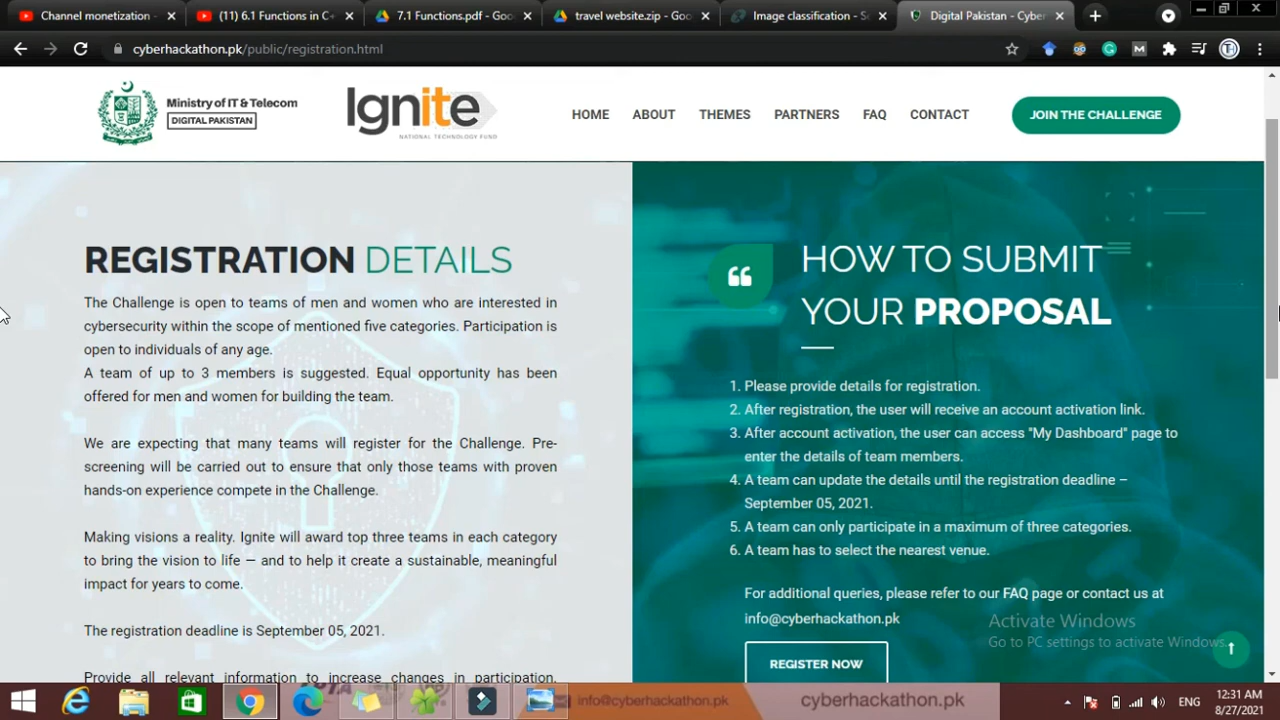 Channel monetization -
(11) 6.1 Functions in C+
7.1 Functions.pdf - Goo
travel website.zip - Goo
Image classification - S
Digital Pakistan - Cyber
cyberhackathon.pk/public/registration.html
Ministry of IT & Telecom
DIGITAL PAKISTAN
Ignite
NATIONAL TECHNOLOGY FUND
HOME
ABOUT
THEMES
PARTNERS
FAQ
CONTACT
JOIN THE CHALLENGE
REGISTRATION DETAILS
The Challenge is open to teams of men and women who are interested in
cybersecurity within the scope of mentioned five categories. Participation is
open to individuals of any age.
A team of up to 3 members is suggested. Equal opportunity has been
offered for men and women for building the team.
We are expecting that many teams will register for the Challenge. Pre-
screening will be carried out to ensure that only those teams with proven
hands-on experience compete in the Challenge.
Making visions a reality. Ignite will award top three teams in each category
to bring the vision to life — and to help it create a sustainable, meaningful
impact for years to come.
The registration deadline is September 05, 2021.
Provide all relevant information to increase changes in participation.
HOW TO SUBMIT
YOUR PROPOSAL
1. Please provide details for registration.
2. After registration, the user will receive an account activation link.
3. After account activation, the user can access "My Dashboard" page to
enter the details of team members.
4. A team can update the details until the registration deadline –
September 05, 2021.
5. A team can only participate in a maximum of three categories.
6. A team has to select the nearest venue.
For additional queries, please refer to our FAQ page or contact us at
info@cyberhackathon.pk
REGISTER NOW
Activate Windows
Go to PC settings to activate Windows.
info@cyberhackathon.pk
cyberhackathon.pk
ENG
12:31 AM
8/27/2021